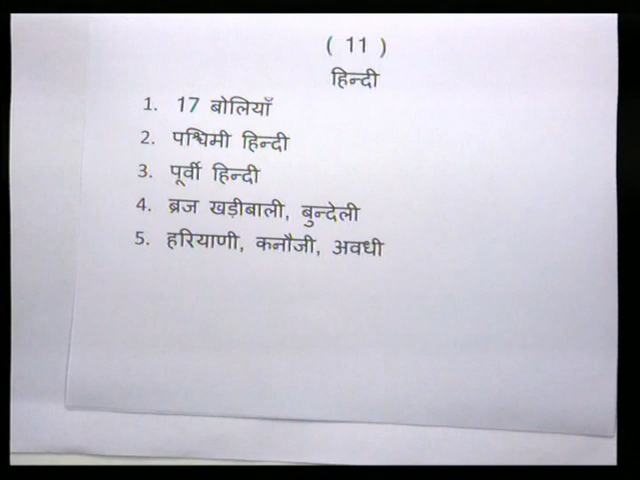 ( 11 )
हिन्दी
1. 17 बोलियाँ
2. पश्चिमी हिन्दी
3. पूर्वी हिन्दी
4. ब्रज खड़ीबाली, बुन्देली
5. हरियाणी, कनौजी, अवधी